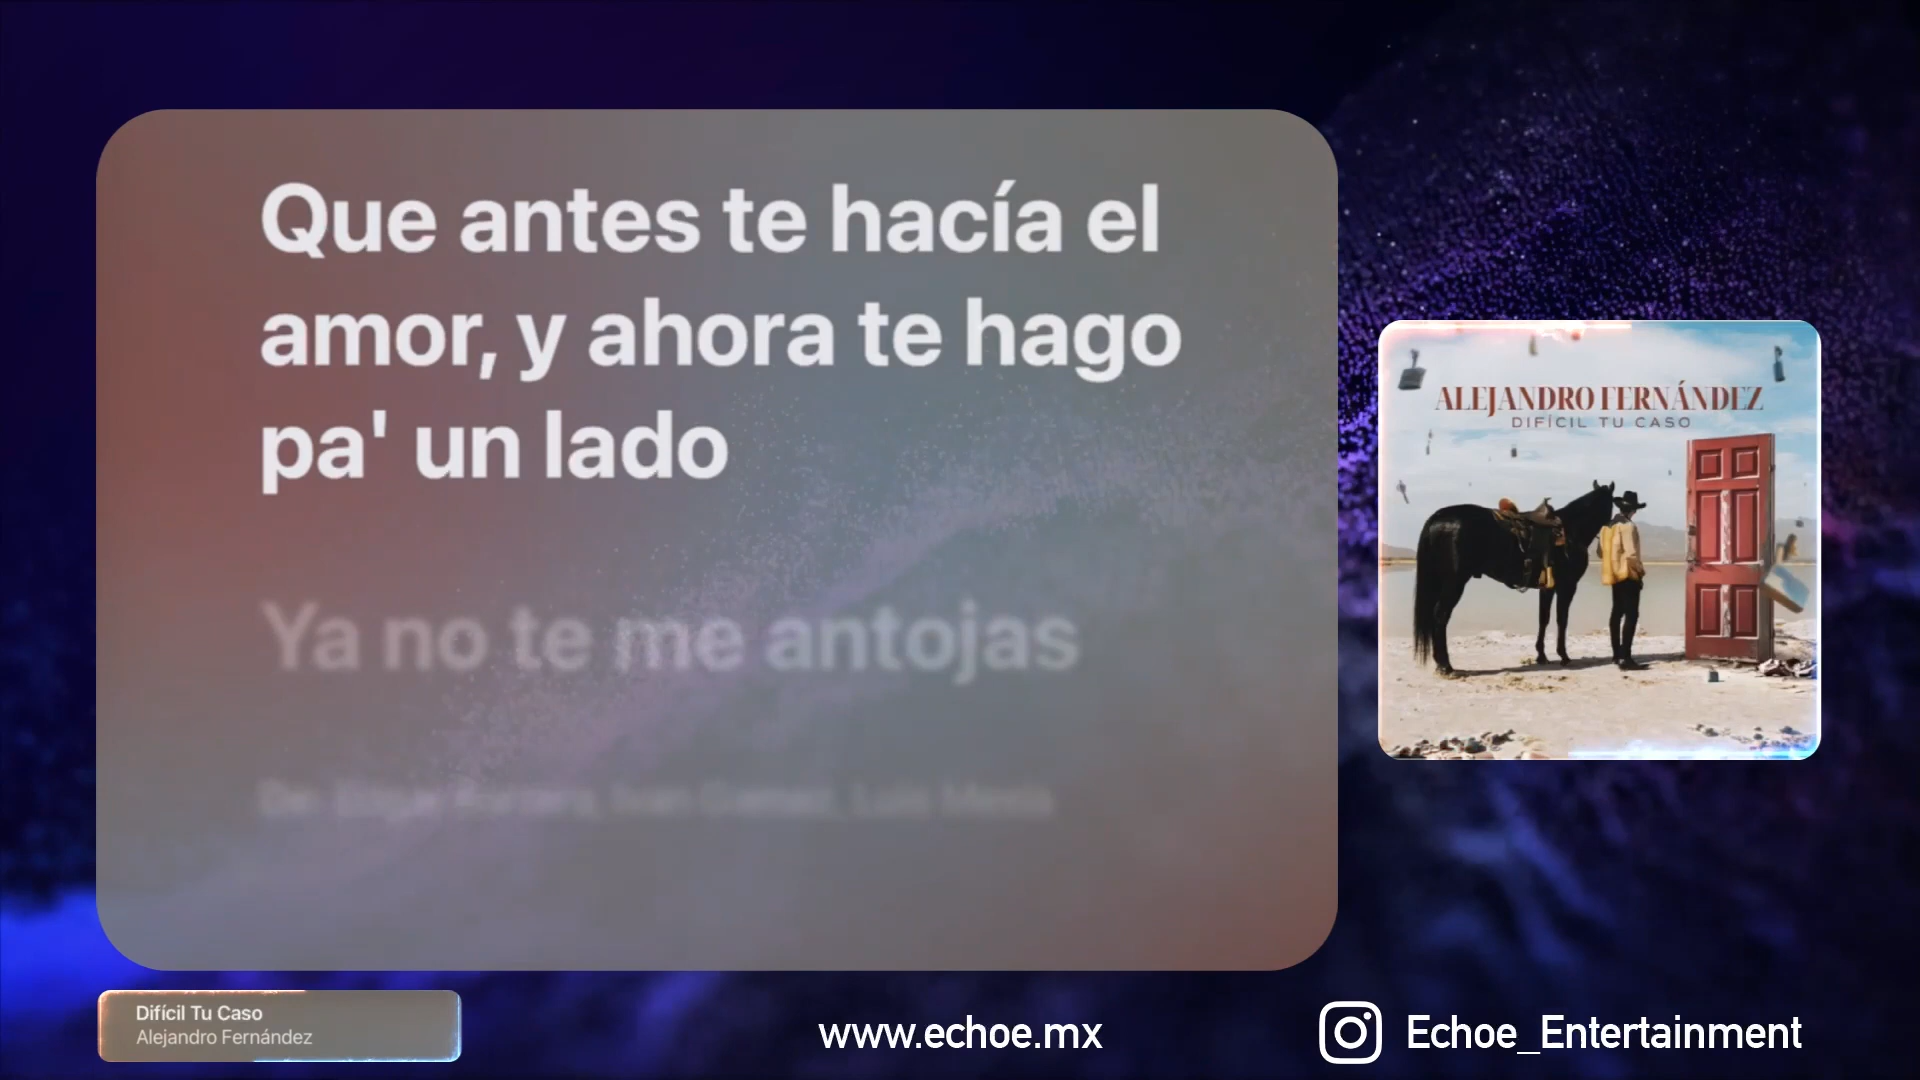 Que antes te hacía el
amor, y ahora te hago
pa' un lado
Ya no te me antojas
ALEJANDRO FERNÁNDEZ
DIFÍCIL TU CASO
Difícil Tu Caso
Alejandro Fernández
www.echoe.mx
Echoe_Entertainment